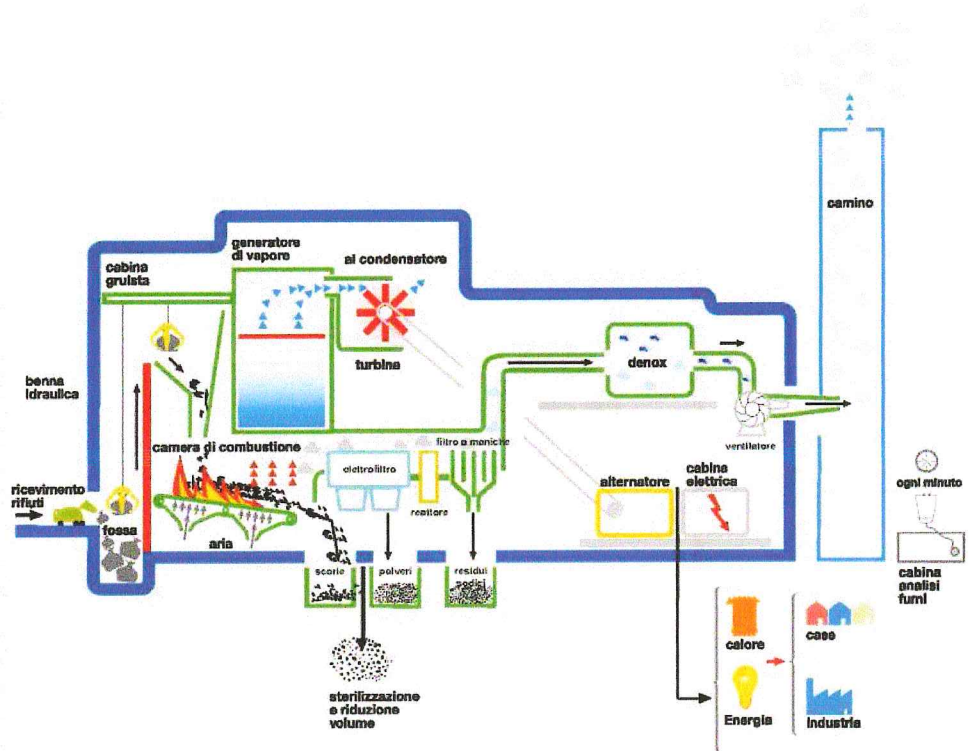 camino
generatore
di vapore
al condensatore
cabina
gruista
turbina
denox
benna
idraulica
camera di combustione
filtro a maniche
ventilatore
elettrofiltro
reattore
alternatore
cabina
elettrica
ogni minuto
ricevimento
rifiuti
fossa
aria
scorie
polveri
residui
sodici
cabina
analisi
fumi
calore
case
sterilizzazione
e riduzione
volume
Energia
industria